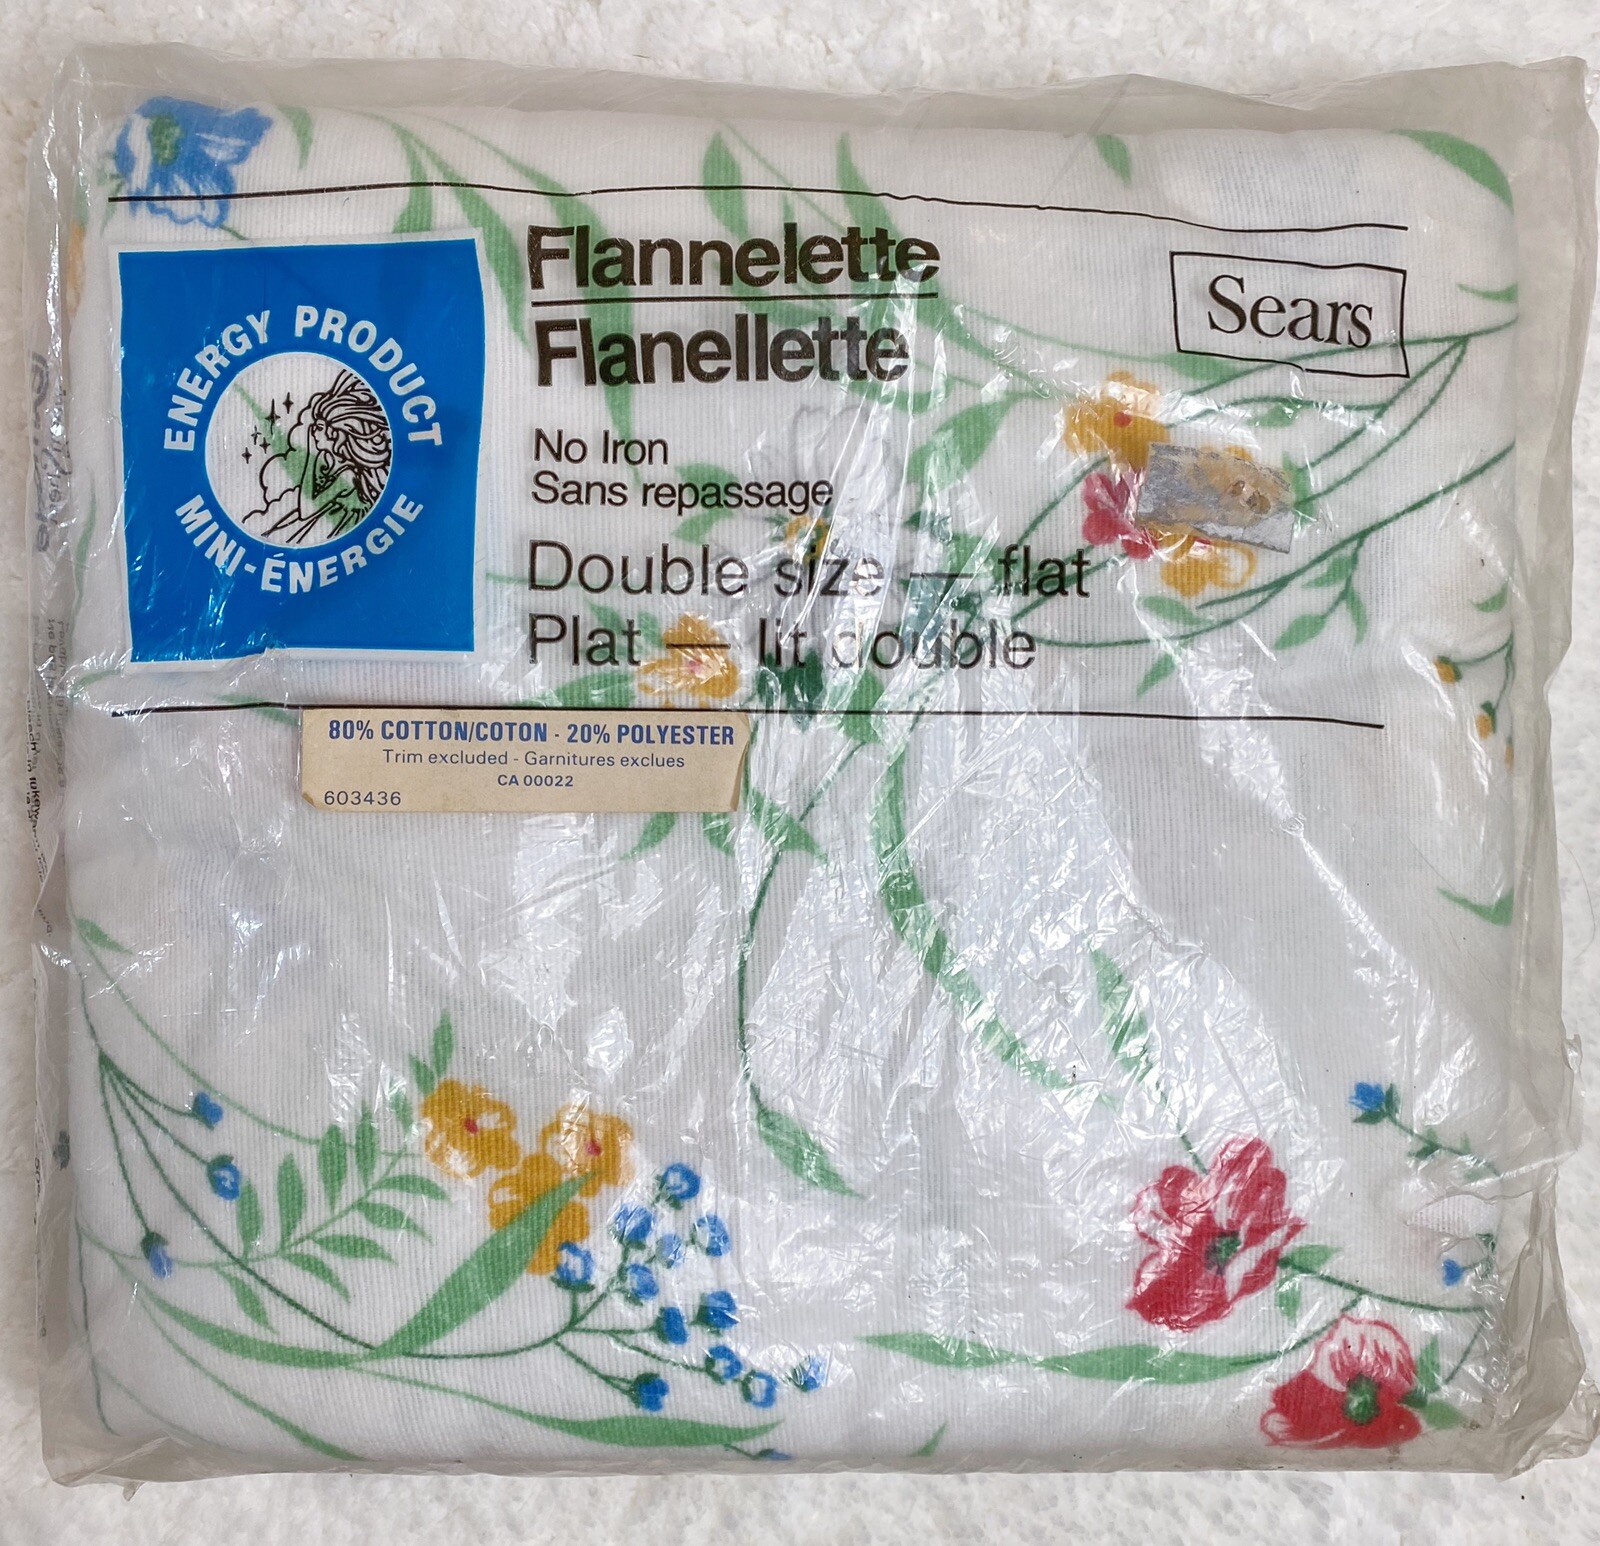 ENERGY PRODUCT
MINI-ÉNERGIE
Flannelette
Flanellette
Sears
No Iron
Sans repassage
Double size — flat
Plat — lit double
80% COTTON/COTON - 20% POLYESTER
Trim excluded - Garnitures exclues
CA 00022
603436